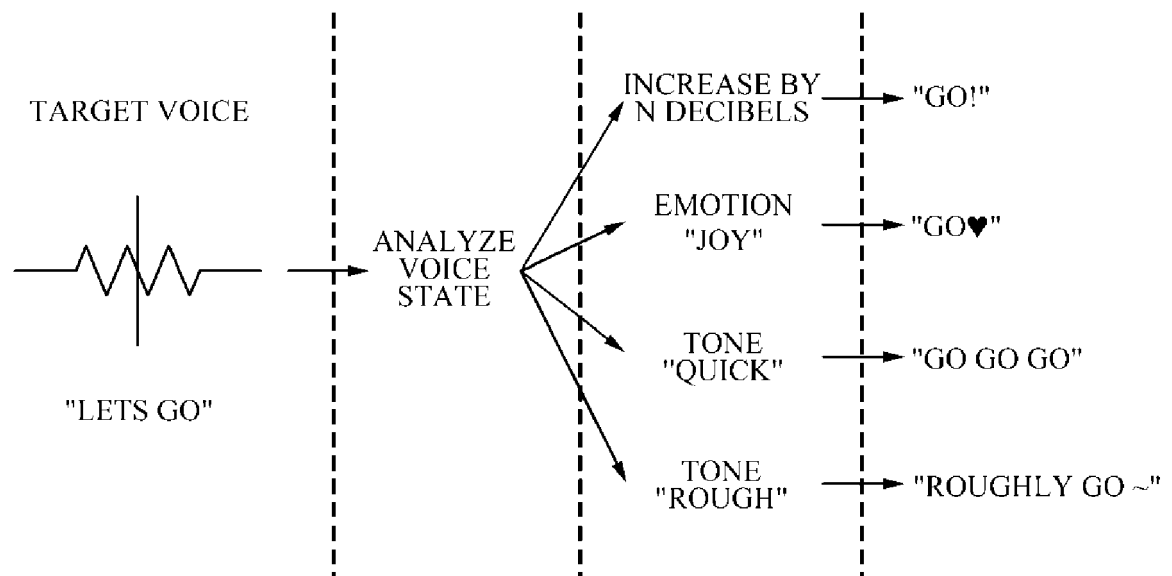 TARGET VOICE
"LETS GO"
ANALYZE
VOICE
STATE
INCREASE BY
N DECIBELS
"GO!"
EMOTION
"JOY"
"GO♥"
TONE
"QUICK"
"GO GO GO"
TONE
"ROUGH"
"ROUGHLY GO ~"